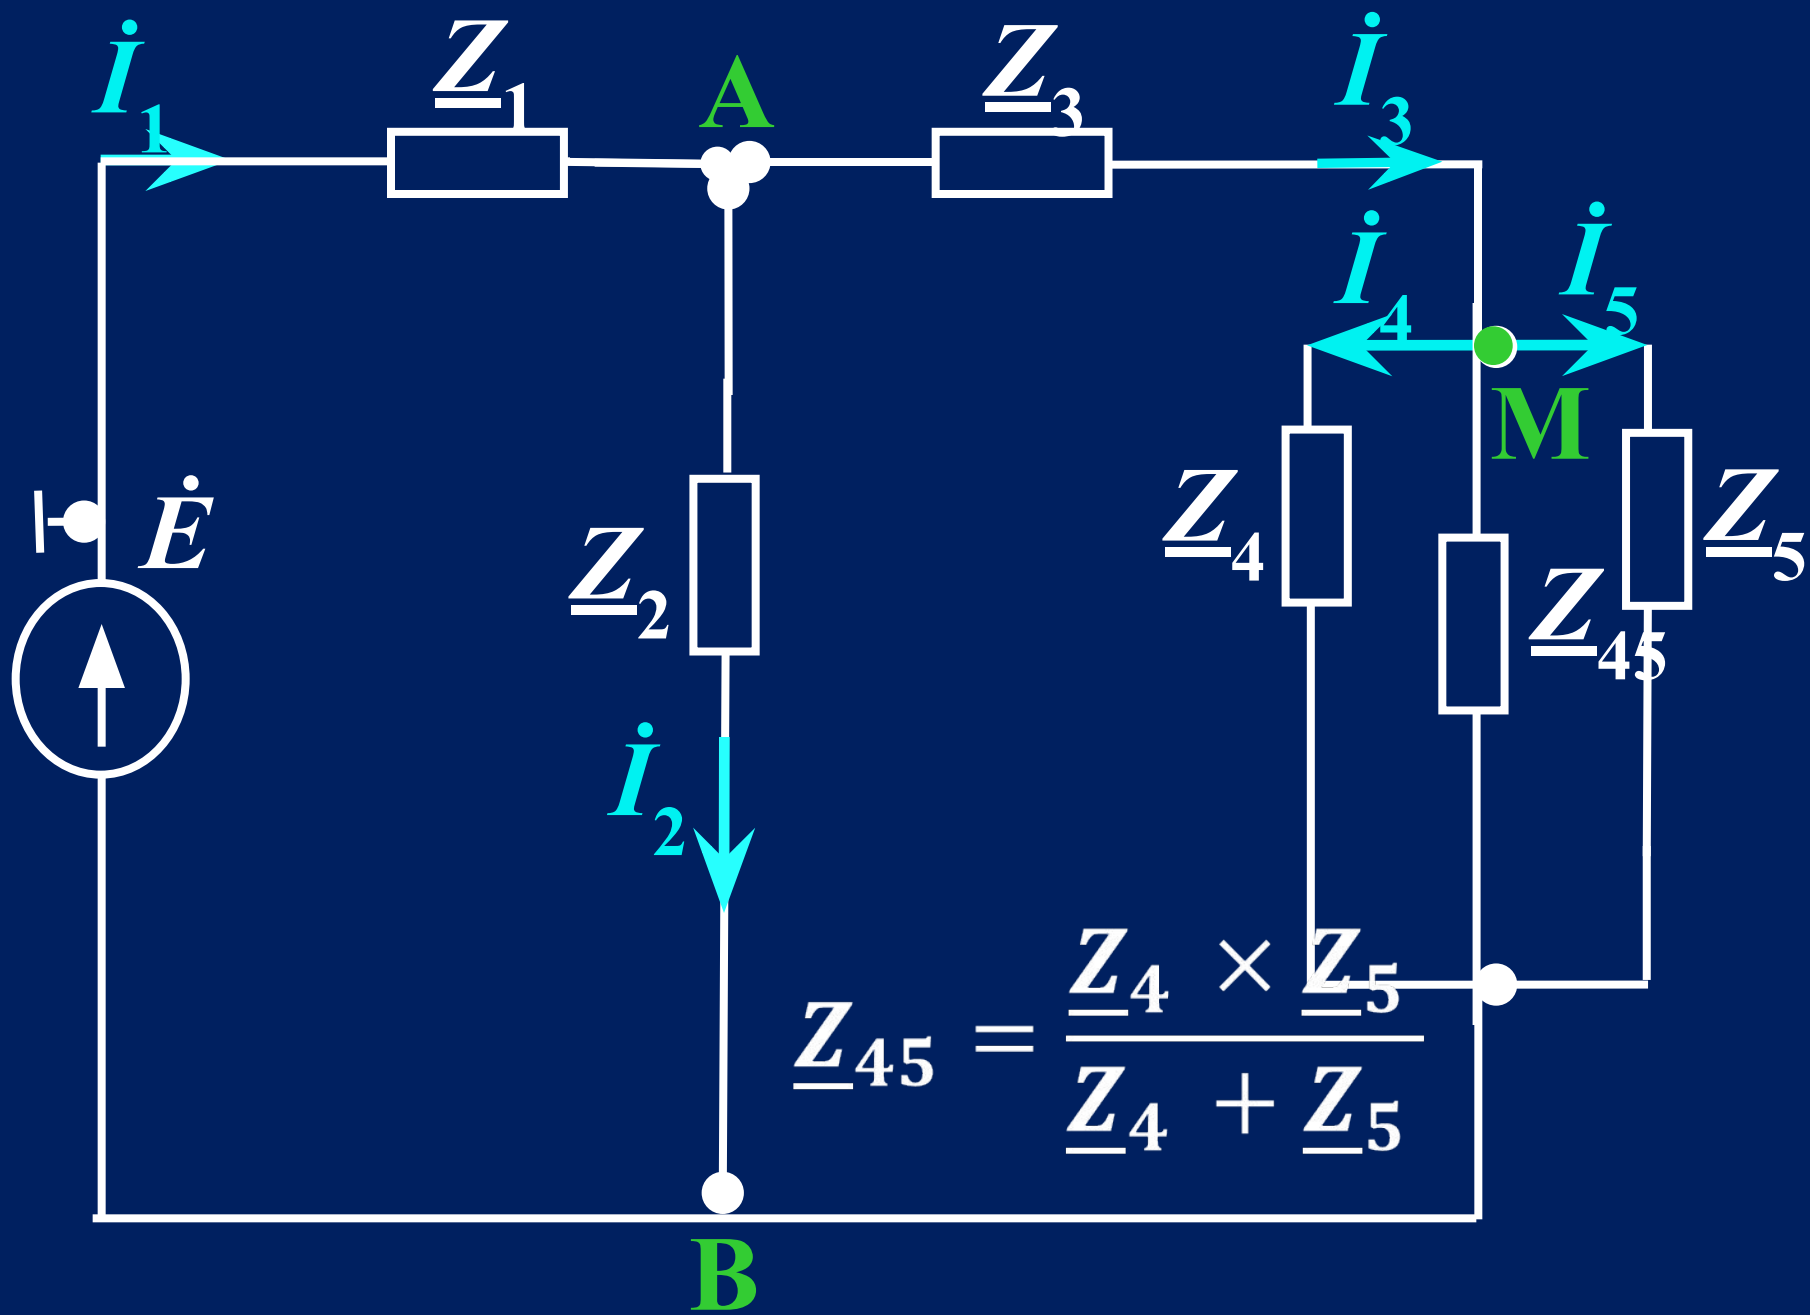 İ₁
Z₁
A
Z₃
İ₃
İ₄
İ₅
M
Ė
Z₂
Z₄
Z₅
Z₄₅
İ₂
Z₄₅ = (Z₄ × Z₅) / (Z₄ + Z₅)
B